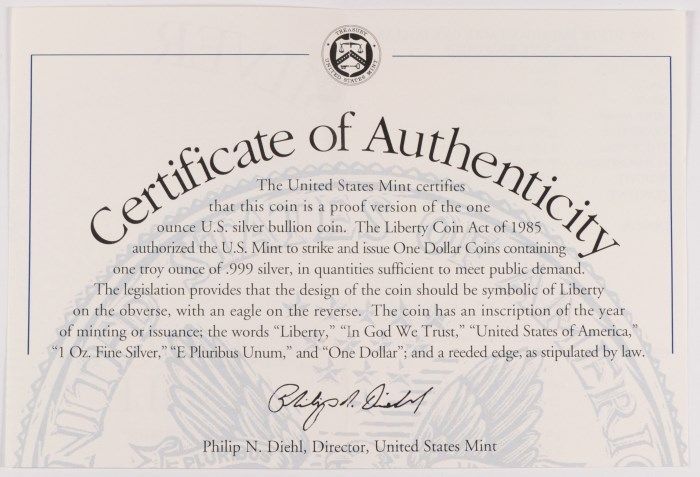 TREASURY
UNITED STATES MINT
Certificate of Authenticity
The United States Mint certifies
that this coin is a proof version of the one
ounce U.S. silver bullion coin. The Liberty Coin Act of 1985
authorized the U.S. Mint to strike and issue One Dollar Coins containing
one troy ounce of .999 silver, in quantities sufficient to meet public demand.
The legislation provides that the design of the coin should be symbolic of Liberty
on the obverse, with an eagle on the reverse. The coin has an inscription of the year
of minting or issuance; the words “Liberty,” “In God We Trust,” “United States of America,”
“1 Oz. Fine Silver,” “E Pluribus Unum,” and “One Dollar”; and a reeded edge, as stipulated by law.
Philip N. Diehl
Philip N. Diehl, Director, United States Mint